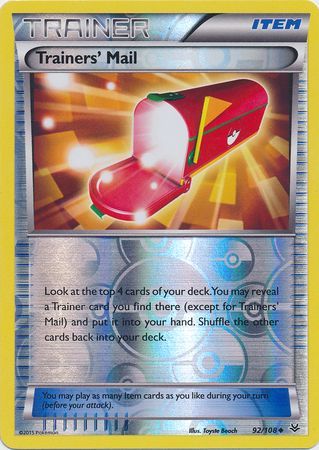 TRAINER ITEM
Trainers' Mail
Look at the top 4 cards of your deck.You may reveal
a Trainer card you find there (except for Trainers'
Mail) and put it into your hand. Shuffle the other
cards back into your deck.
You may play as many Item cards as you like during your turn
(before your attack).
©2015 Pokémon Illus. Toyste Beach 92/108